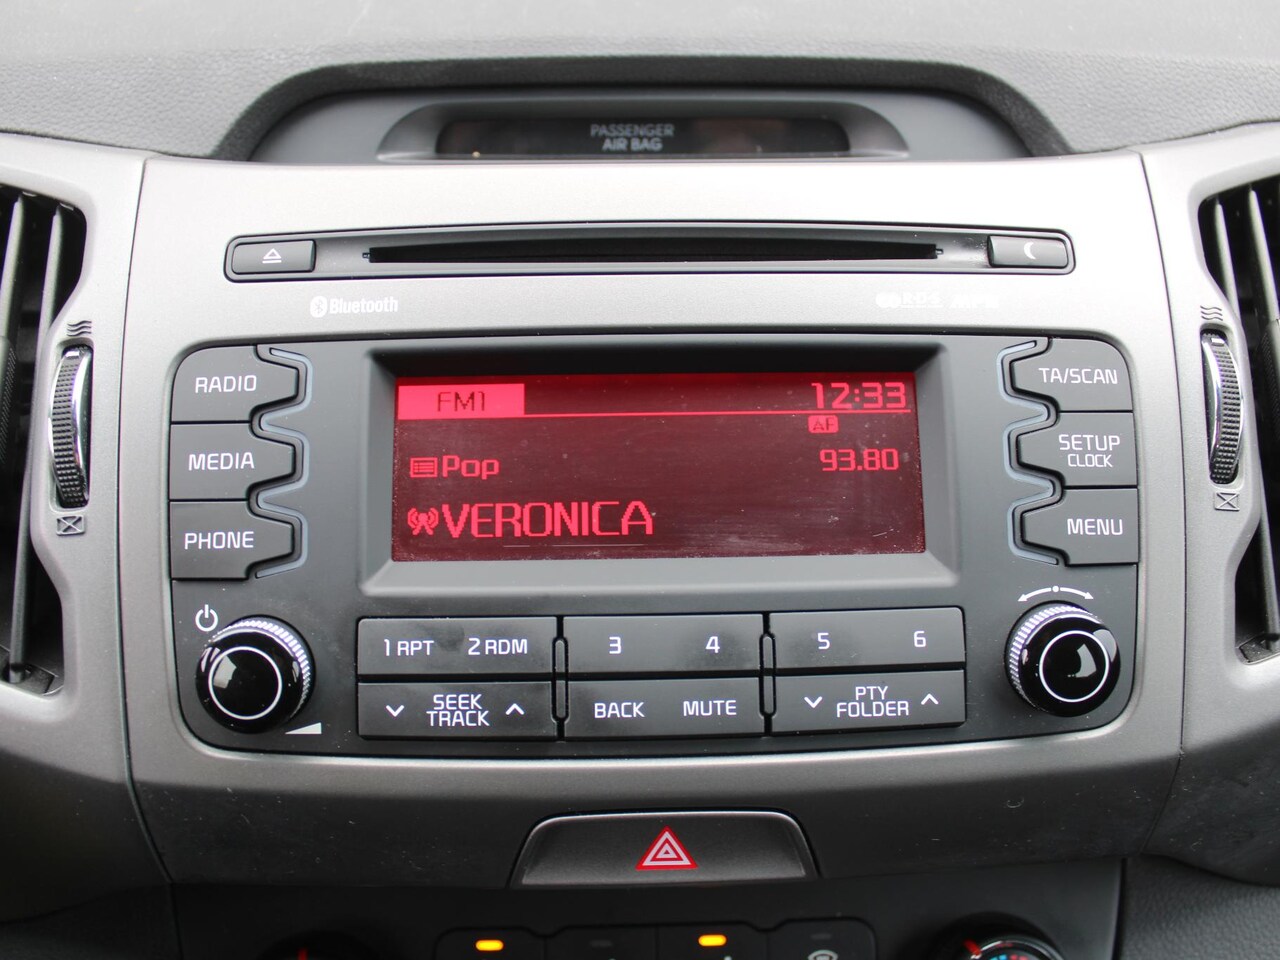 PASSENGER
AIR BAG
Bluetooth
R·D·S
RADIO
MEDIA
PHONE
FM1 12:33
AF
Pop 93.80
VERONICA
TA/SCAN
SETUP
CLOCK
MENU
1 RPT 2 RDM 3 4 5 6
SEEK
TRACK
BACK MUTE
PTY
FOLDER